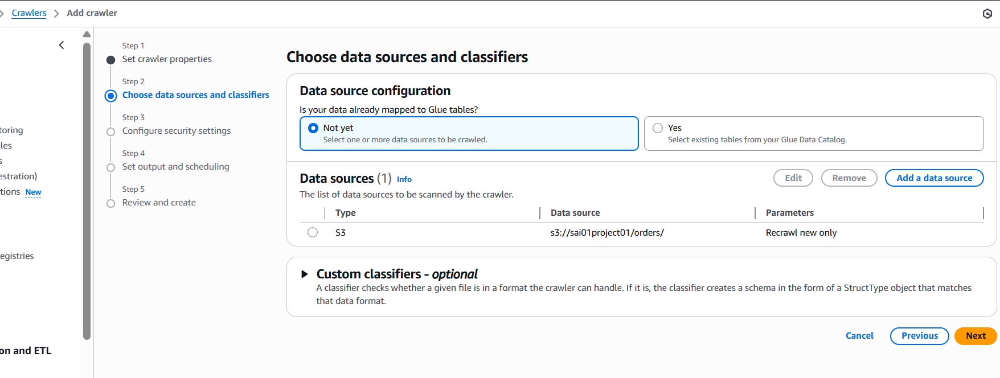 Crawlers
Add crawler
toring
les
s
estration)
tions New
egistries
on and ETL
Step 1
Set crawler properties
Step 2
Choose data sources and classifiers
Step 3
Configure security settings
Step 4
Set output and scheduling
Step 5
Review and create
Choose data sources and classifiers
Data source configuration
Is your data already mapped to Glue tables?
Not yet
Select one or more data sources to be crawled.
Yes
Select existing tables from your Glue Data Catalog.
Data sources (1) Info
Edit
Remove
Add a data source
The list of data sources to be scanned by the crawler.
Type Data source Parameters
S3 s3://sai01project01/orders/ Recrawl new only
Custom classifiers - optional
A classifier checks whether a given file is in a format the crawler can handle. If it is, the classifier creates a schema in the form of a StructType object that matches
that data format.
Cancel
Previous
Next